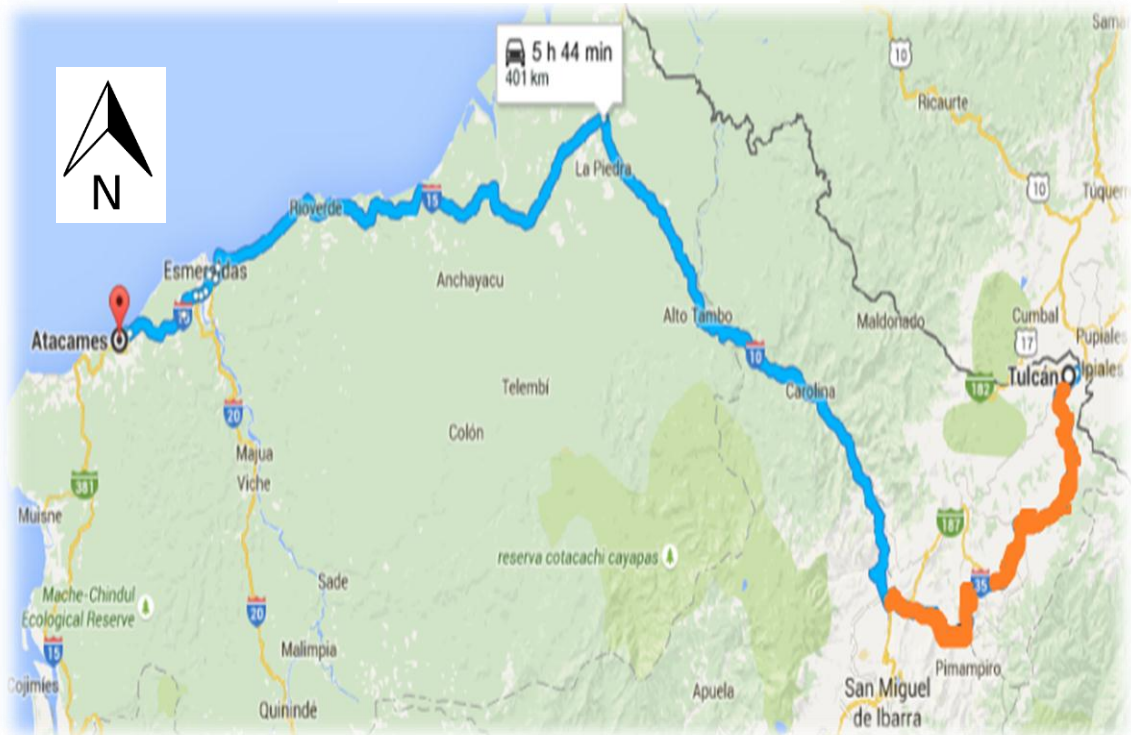 Samar
5 h 44 min
401 km
10
Ricaurte
N
La Piedra
10
Túquerr
Rioverde
15
Esmeraldas
Anchayacu
Alto Tambo
Maldonado
Cumbal
17
Pupiales
Atacames
15
10
Tulcán
Ipiales
182
Carolina
Telembí
20
Colón
Majua
Viche
381
Muisne
187
reserva cotacachi cayapas
Sade
35
Mache-Chindul
Ecological Reserve
20
Malimpia
15
Pimampiro
Cojimíes
Apuela
San Miguel
de Ibarra
Quinindé